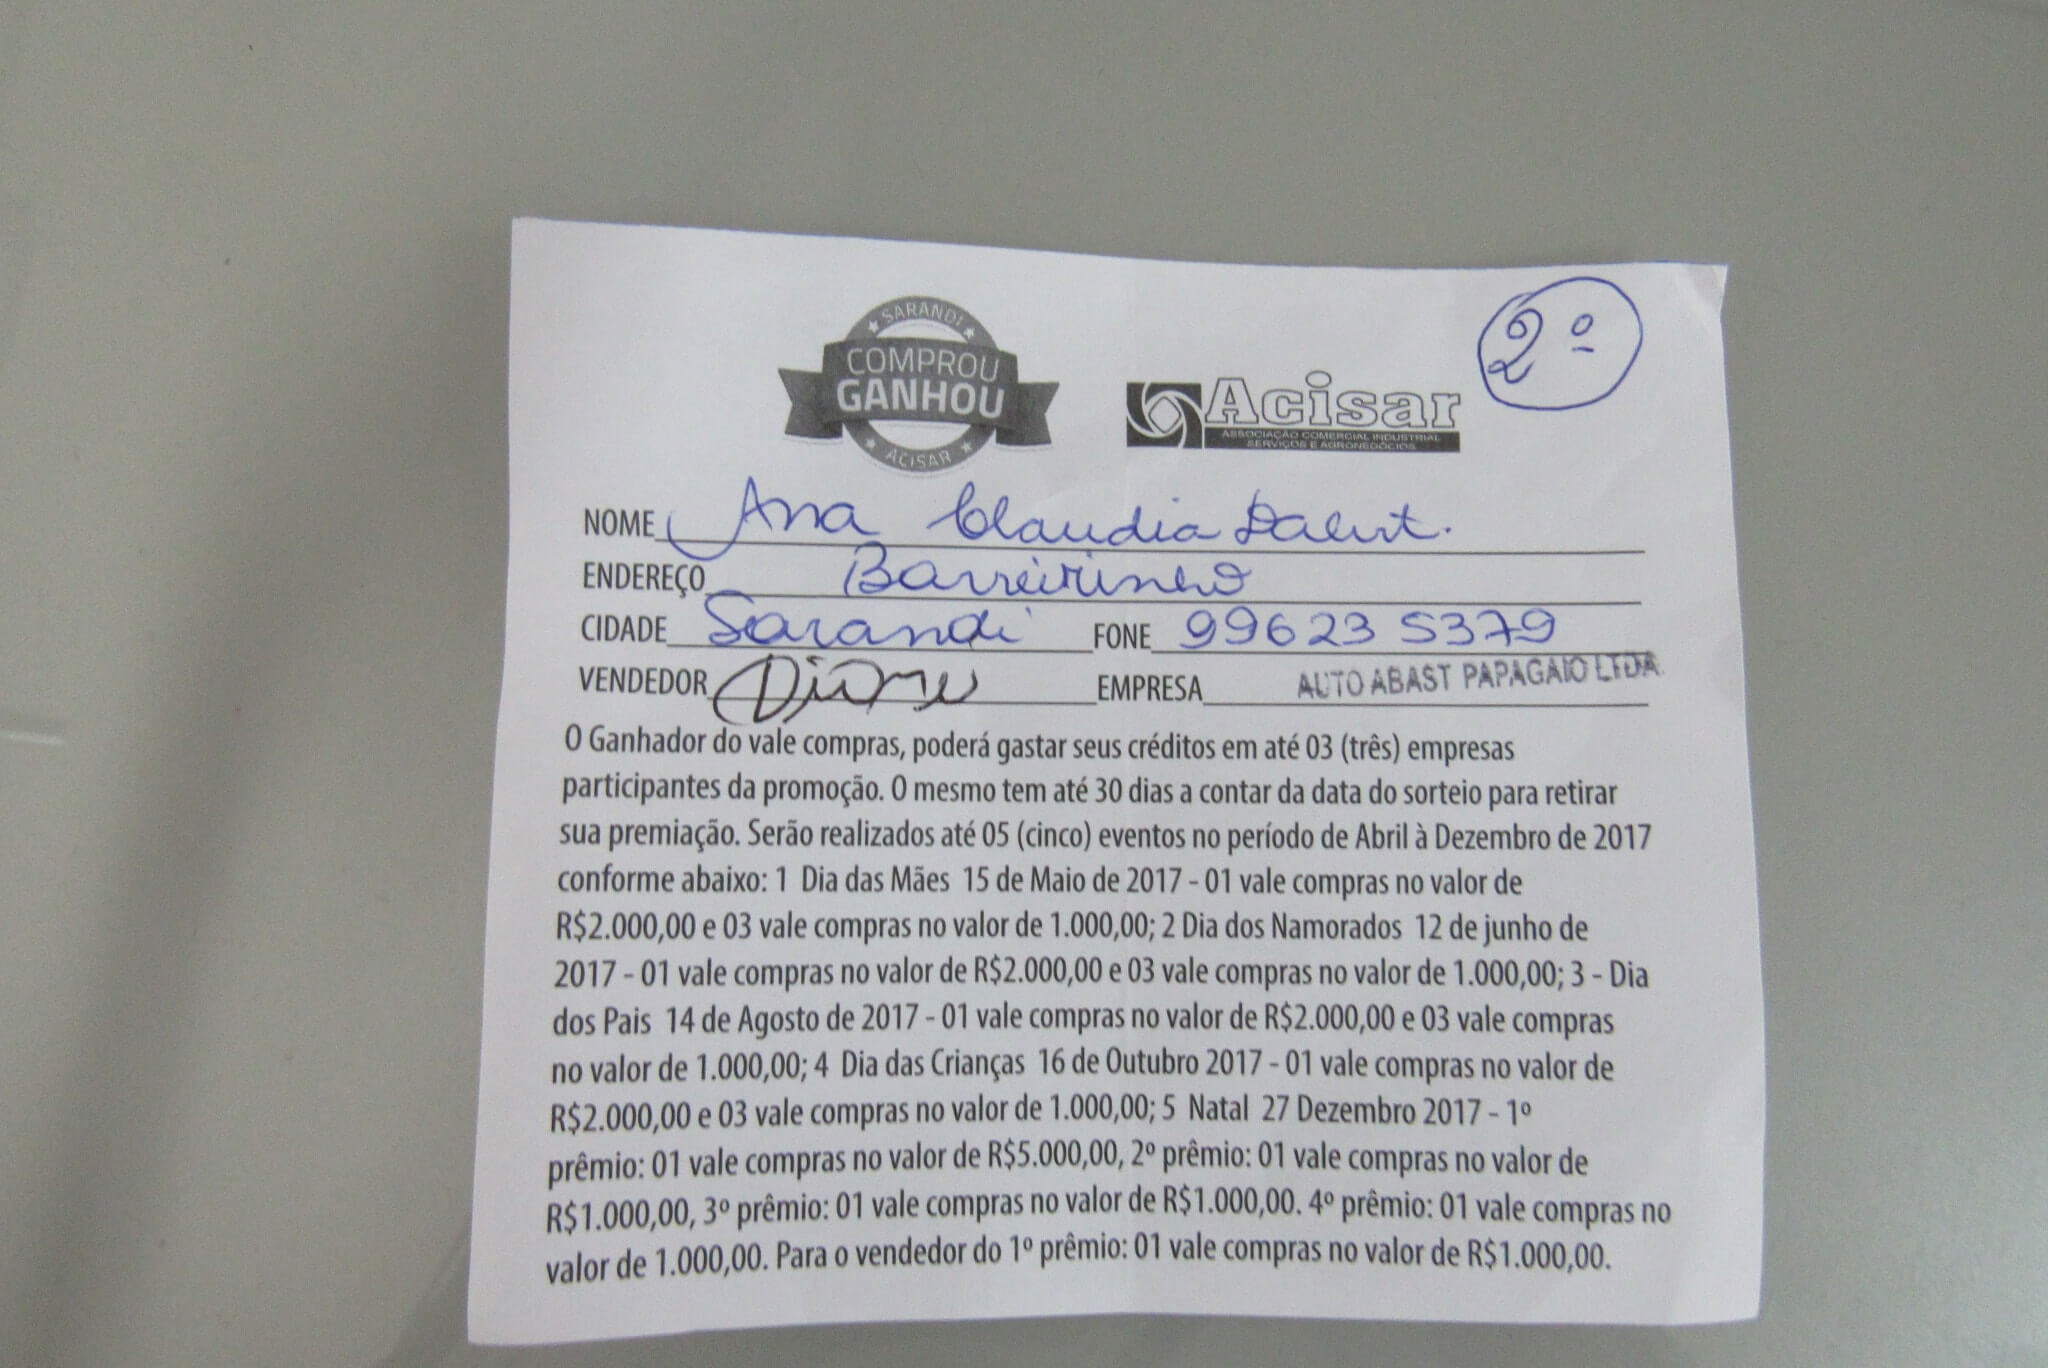 2º
SARANDI
COMPROU
GANHOU
ACISAR
Acisar
ASSOCIAÇÃO COMERCIAL INDUSTRIAL
SERVIÇOS E AGRONEGÓCIOS
NOME Ana Claudia Daent.
ENDEREÇO Barreirinho
CIDADE Sarandi FONE 99623 5379
VENDEDOR EMPRESA AUTO ABAST PAPAGAIO LTDA.
O Ganhador do vale compras, poderá gastar seus créditos em até 03 (três) empresas
participantes da promoção. O mesmo tem até 30 dias a contar da data do sorteio para retirar
sua premiação. Serão realizados até 05 (cinco) eventos no período de Abril à Dezembro de 2017
conforme abaixo: 1 Dia das Mães 15 de Maio de 2017 - 01 vale compras no valor de
R$2.000,00 e 03 vale compras no valor de 1.000,00; 2 Dia dos Namorados 12 de junho de
2017 - 01 vale compras no valor de R$2.000,00 e 03 vale compras no valor de 1.000,00; 3 - Dia
dos Pais 14 de Agosto de 2017 - 01 vale compras no valor de R$2.000,00 e 03 vale compras
no valor de 1.000,00; 4 Dia das Crianças 16 de Outubro 2017 - 01 vale compras no valor de
R$2.000,00 e 03 vale compras no valor de 1.000,00; 5 Natal 27 Dezembro 2017 - 1º
prêmio: 01 vale compras no valor de R$5.000,00, 2º prêmio: 01 vale compras no valor de
R$1.000,00, 3º prêmio: 01 vale compras no valor de R$1.000,00. 4º prêmio: 01 vale compras no
valor de 1.000,00. Para o vendedor do 1º prêmio: 01 vale compras no valor de R$1.000,00.